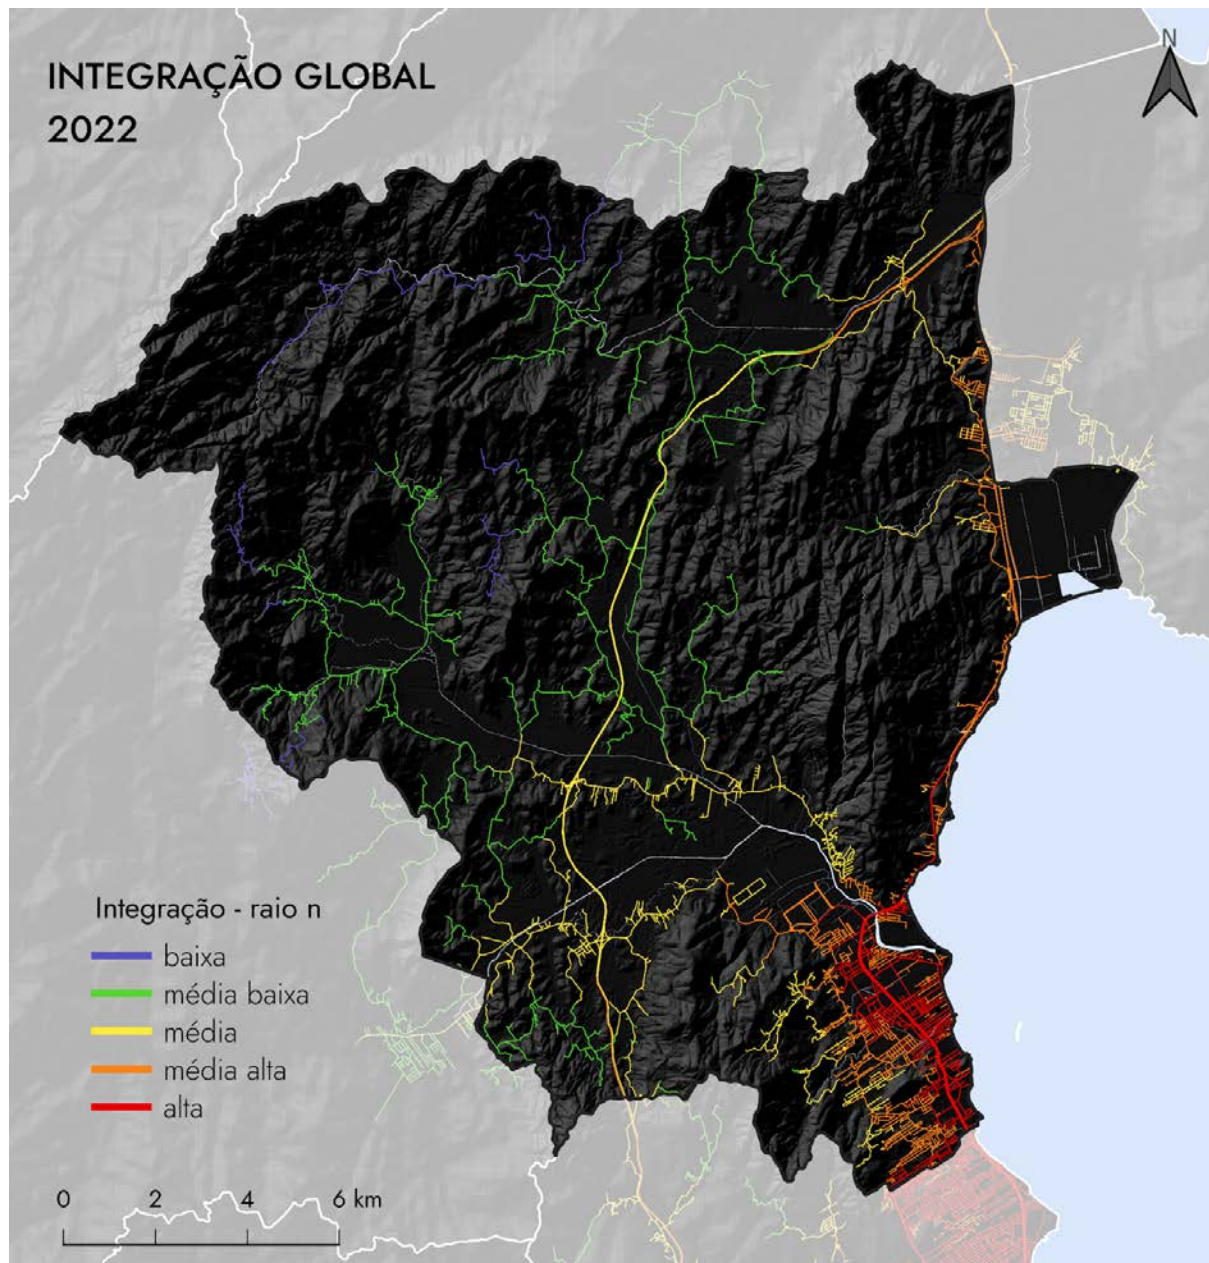 INTEGRAÇÃO GLOBAL
2022
N
Integração - raio n
baixa
média baixa
média
média alta
alta
0 2 4 6 km